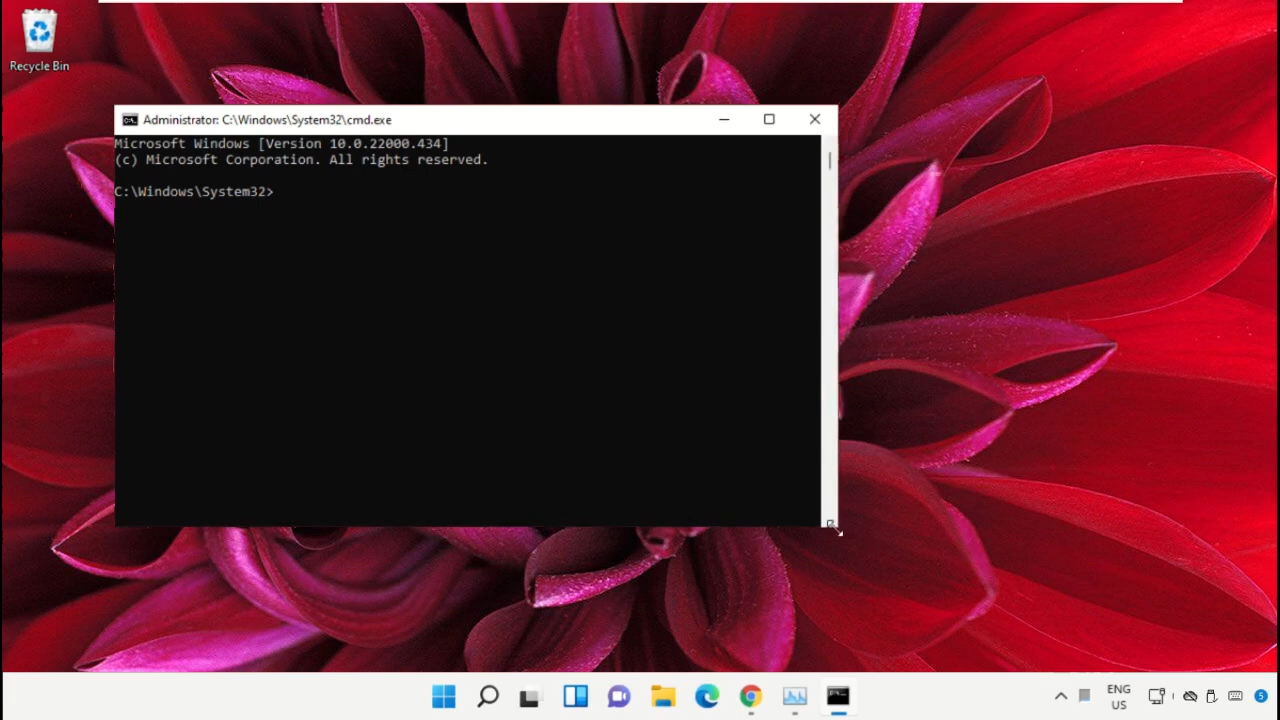 Recycle Bin
Administrator: C:\Windows\System32\cmd.exe
Microsoft Windows [Version 10.0.22000.434]
(c) Microsoft Corporation. All rights reserved.
C:\Windows\System32>
ENG
US
5